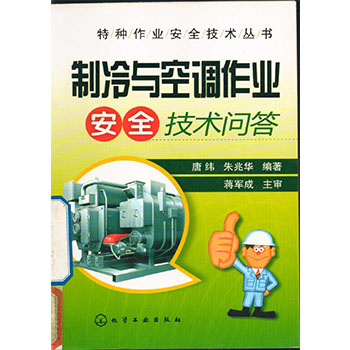 特种作业安全技术丛书
制冷与空调作业
安全技术问答
唐纬 朱兆华 编著
蒋军成 主审
化学工业出版社